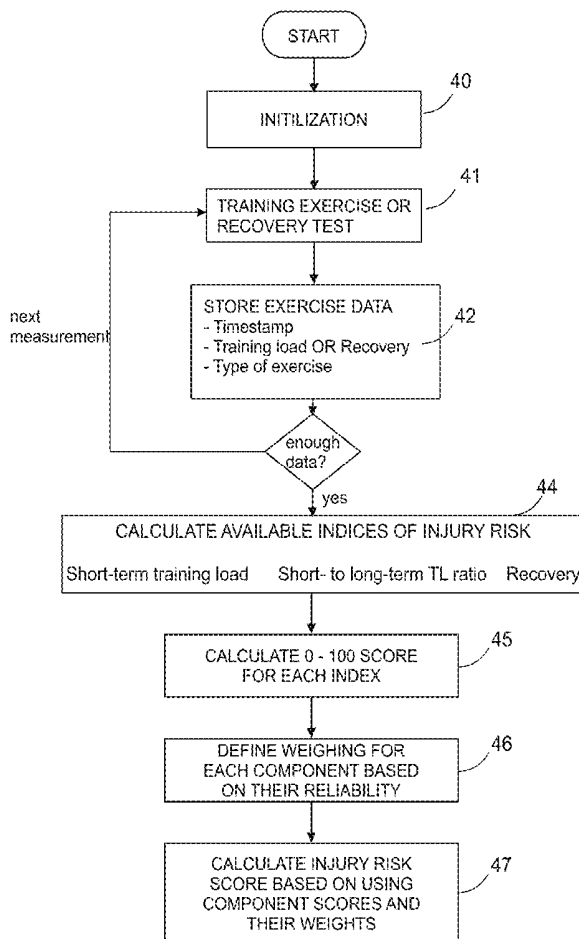 START
40
INITILIZATION
41
TRAINING EXERCISE OR
RECOVERY TEST
next
measurement
42
STORE EXERCISE DATA
- Timestamp
- Training load OR Recovery
- Type of exercise
enough
data?
yes
44
CALCULATE AVAILABLE INDICES OF INJURY RISK
Short-term training load Short- to long-term TL ratio Recovery
45
CALCULATE 0 - 100 SCORE
FOR EACH INDEX
46
DEFINE WEIGHING FOR
EACH COMPONENT BASED
ON THEIR RELIABILITY
47
CALCULATE INJURY RISK
SCORE BASED ON USING
COMPONENT SCORES AND
THEIR WEIGHTS